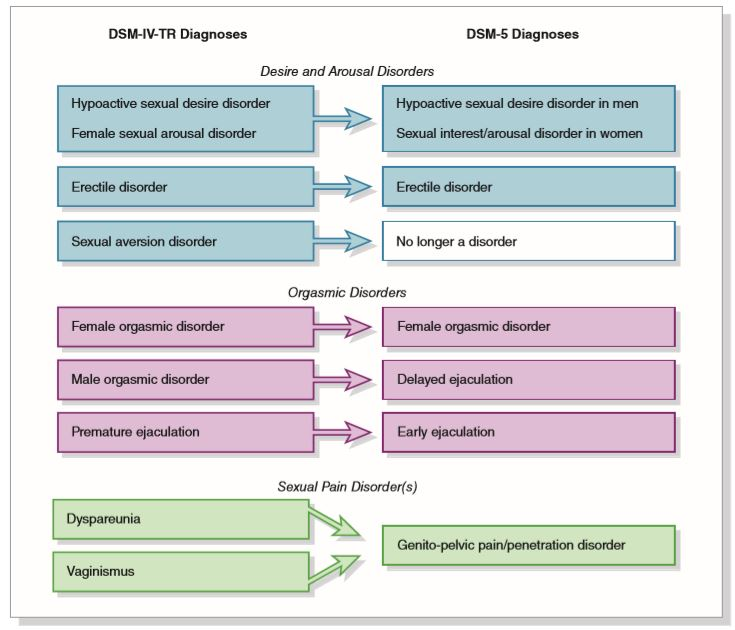 DSM-IV-TR Diagnoses DSM-5 Diagnoses
Desire and Arousal Disorders
Hypoactive sexual desire disorder Hypoactive sexual desire disorder in men
Female sexual arousal disorder Sexual interest/arousal disorder in women
Erectile disorder Erectile disorder
Sexual aversion disorder No longer a disorder
Orgasmic Disorders
Female orgasmic disorder Female orgasmic disorder
Male orgasmic disorder Delayed ejaculation
Premature ejaculation Early ejaculation
Sexual Pain Disorder(s)
Dyspareunia
Genito-pelvic pain/penetration disorder
Vaginismus